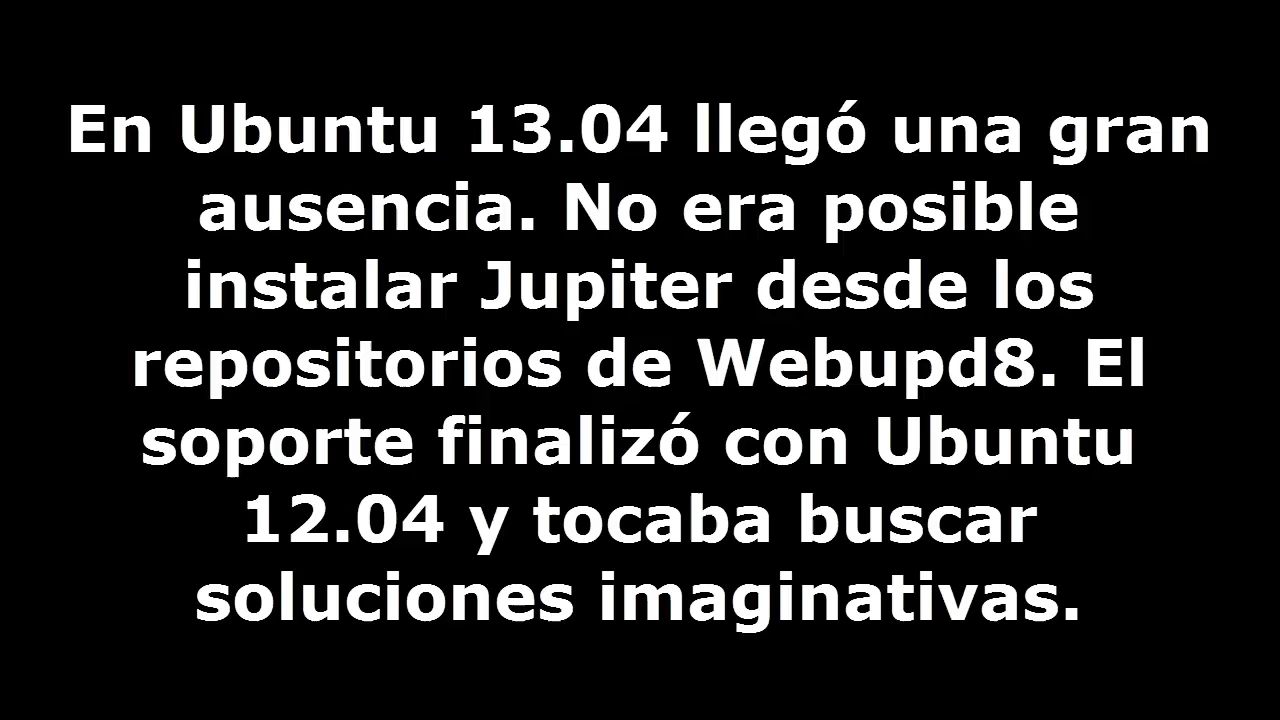 En Ubuntu 13.04 llegó una gran
ausencia. No era posible
instalar Jupiter desde los
repositorios de Webupd8. El
soporte finalizó con Ubuntu
12.04 y tocaba buscar
soluciones imaginativas.